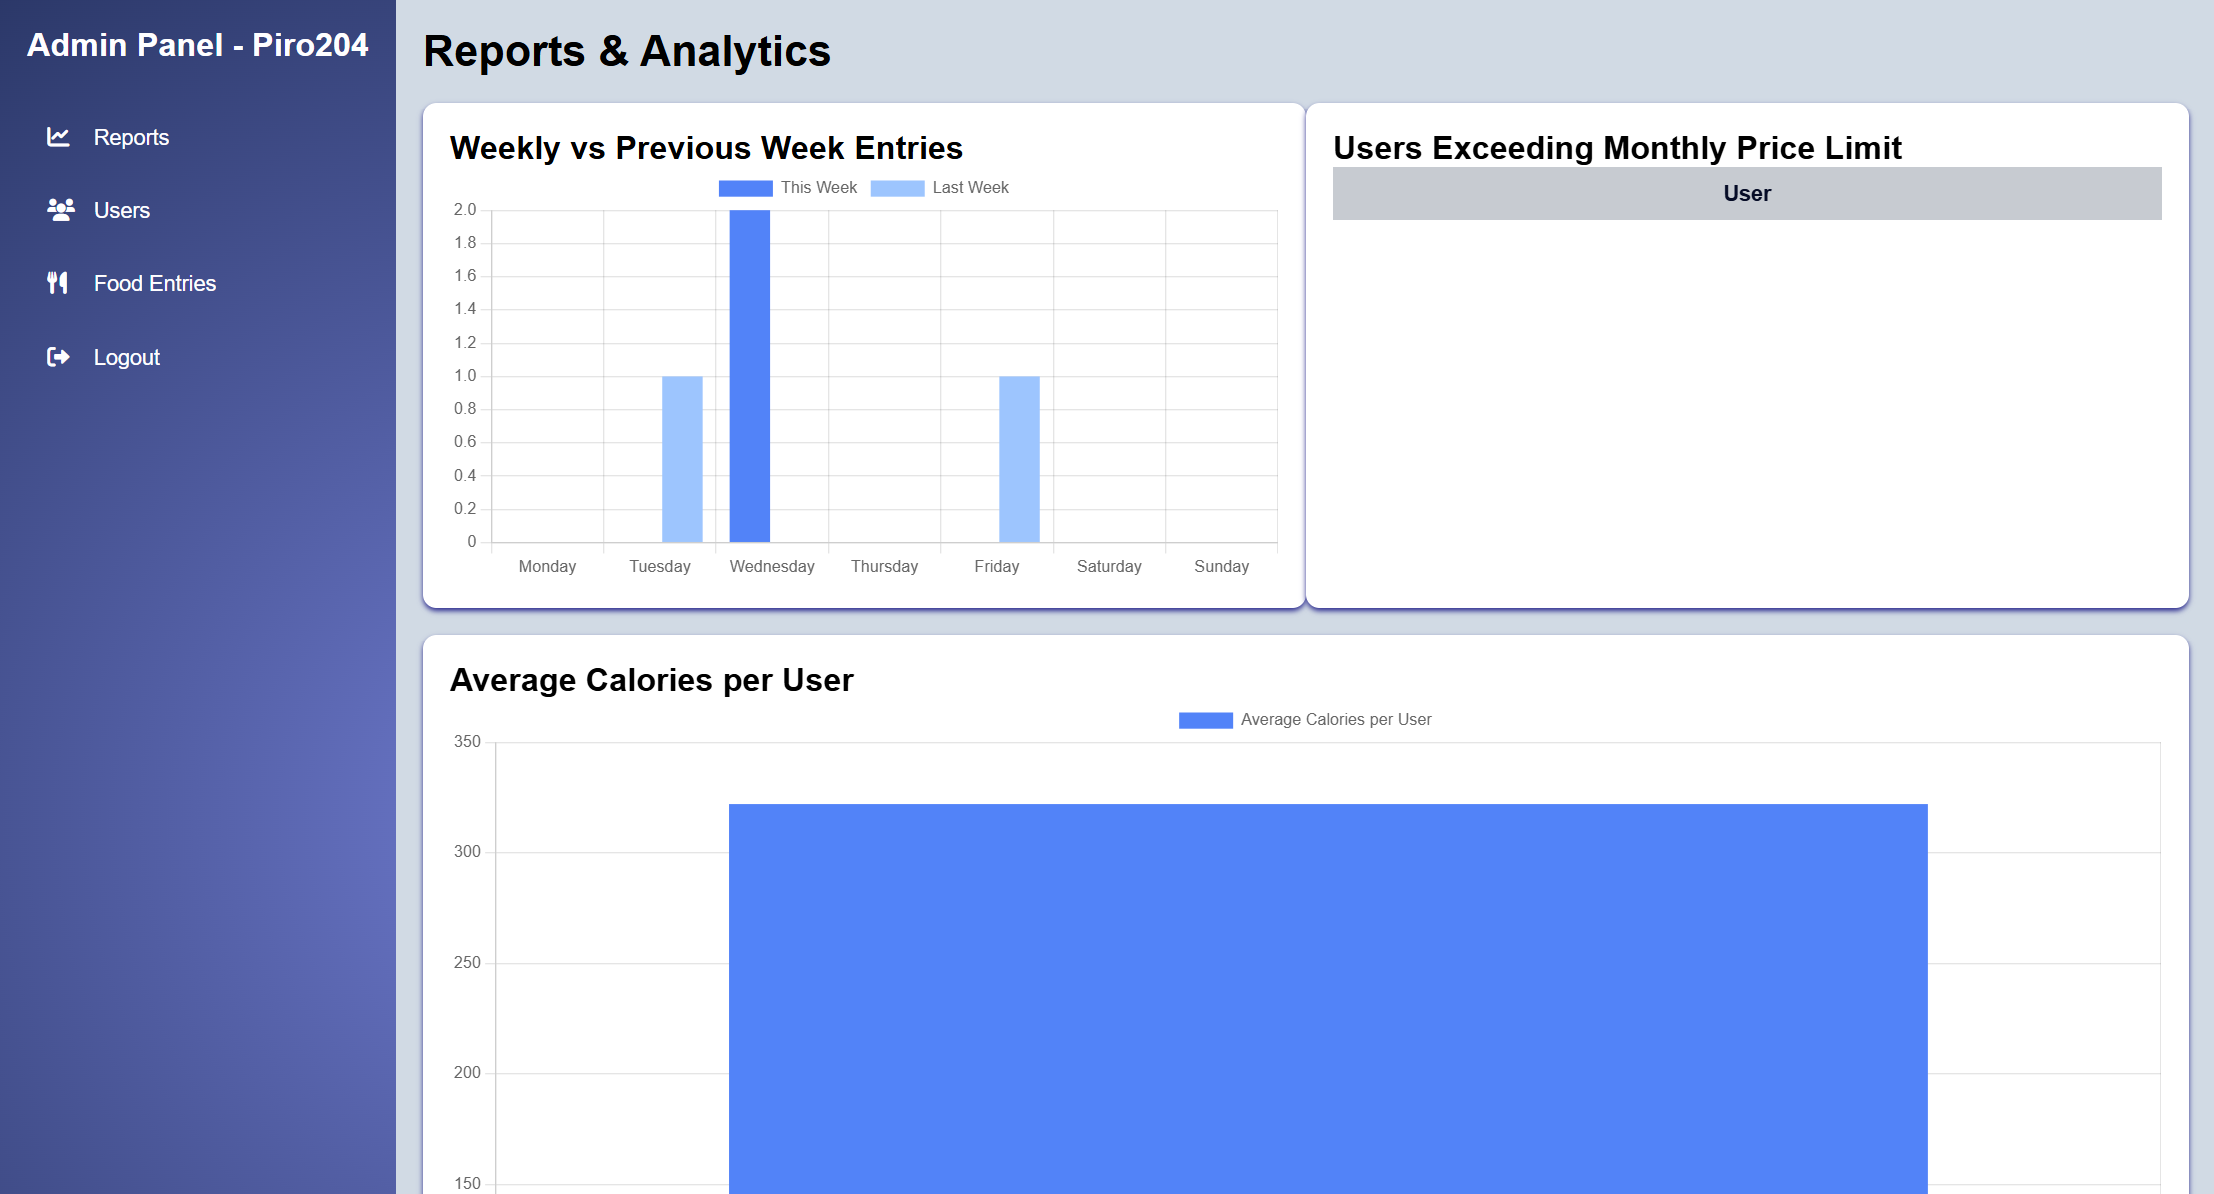 Admin Panel - Piro204
Reports
Users
Food Entries
Logout
Reports & Analytics
Weekly vs Previous Week Entries
This Week
Last Week
2.0
1.8
1.6
1.4
1.2
1.0
0.8
0.6
0.4
0.2
0
Monday
Tuesday
Wednesday
Thursday
Friday
Saturday
Sunday
Users Exceeding Monthly Price Limit
User
Average Calories per User
Average Calories per User
350
300
250
200
150